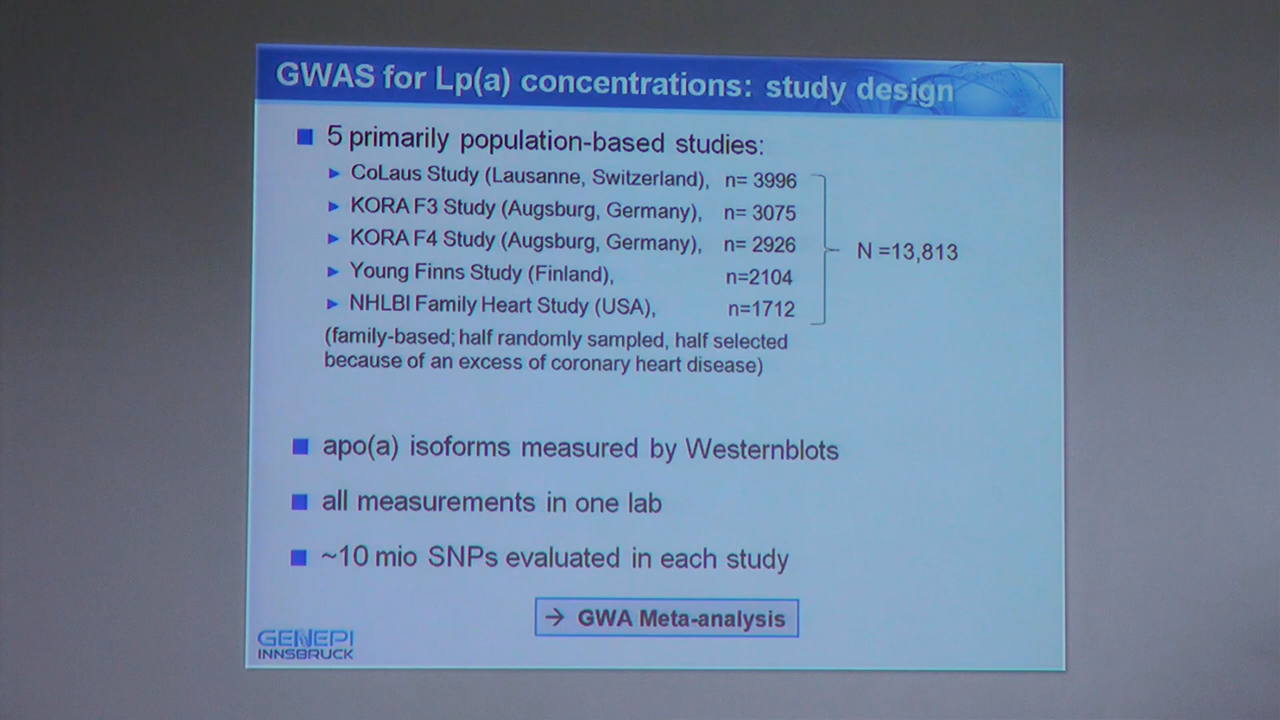 GWAS for Lp(a) concentrations: study design
5 primarily population-based studies:
CoLaus Study (Lausanne, Switzerland), n= 3996
KORA F3 Study (Augsburg, Germany), n= 3075
KORA F4 Study (Augsburg, Germany), n= 2926
N =13,813
Young Finns Study (Finland), n=2104
NHLBI Family Heart Study (USA), n=1712
(family-based; half randomly sampled, half selected
because of an excess of coronary heart disease)
apo(a) isoforms measured by Westernblots
all measurements in one lab
~10 mio SNPs evaluated in each study
→ GWA Meta-analysis
GENEPI
INNSBRUCK